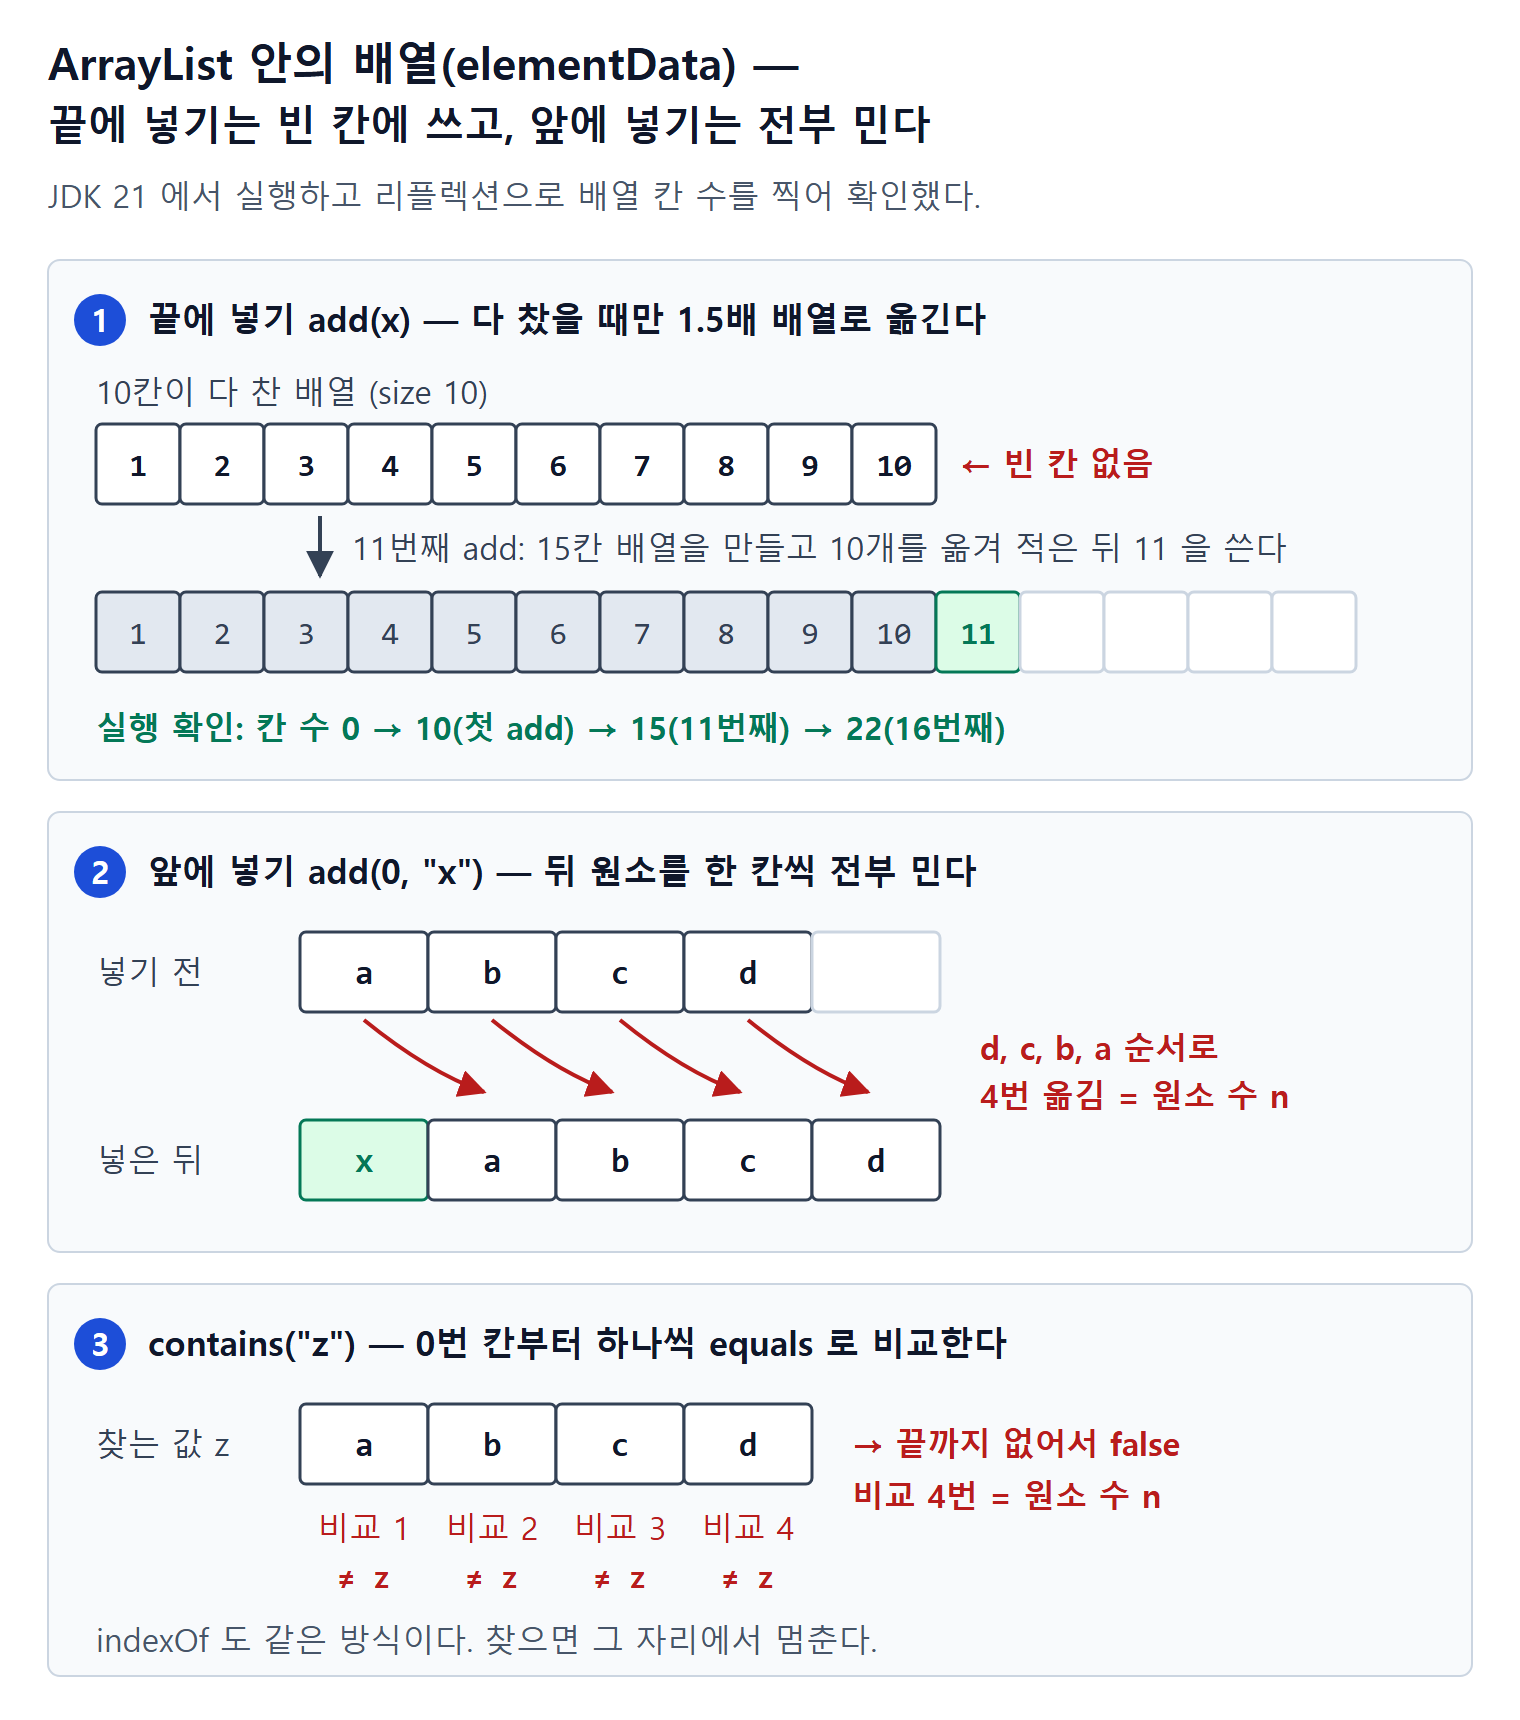 ArrayList 안의 배열(elementData) —
끝에 넣기는 빈 칸에 쓰고, 앞에 넣기는 전부 민다
JDK 21 에서 실행하고 리플렉션으로 배열 칸 수를 찍어 확인했다.
1 끝에 넣기 add(x) — 다 찼을 때만 1.5배 배열로 옮긴다
10칸이 다 찬 배열 (size 10)
1 2 3 4 5 6 7 8 9 10 ← 빈 칸 없음
11번째 add: 15칸 배열을 만들고 10개를 옮겨 적은 뒤 11 을 쓴다
1 2 3 4 5 6 7 8 9 10 11
실행 확인: 칸 수 0 → 10(첫 add) → 15(11번째) → 22(16번째)
2 앞에 넣기 add(0, "x") — 뒤 원소를 한 칸씩 전부 민다
넣기 전 a b c d
d, c, b, a 순서로
4번 옮김 = 원소 수 n
넣은 뒤 x a b c d
3 contains("z") — 0번 칸부터 하나씩 equals 로 비교한다
찾는 값 z a b c d → 끝까지 없어서 false
비교 4번 = 원소 수 n
비교 1 비교 2 비교 3 비교 4
≠ z ≠ z ≠ z ≠ z
indexOf 도 같은 방식이다. 찾으면 그 자리에서 멈춘다.